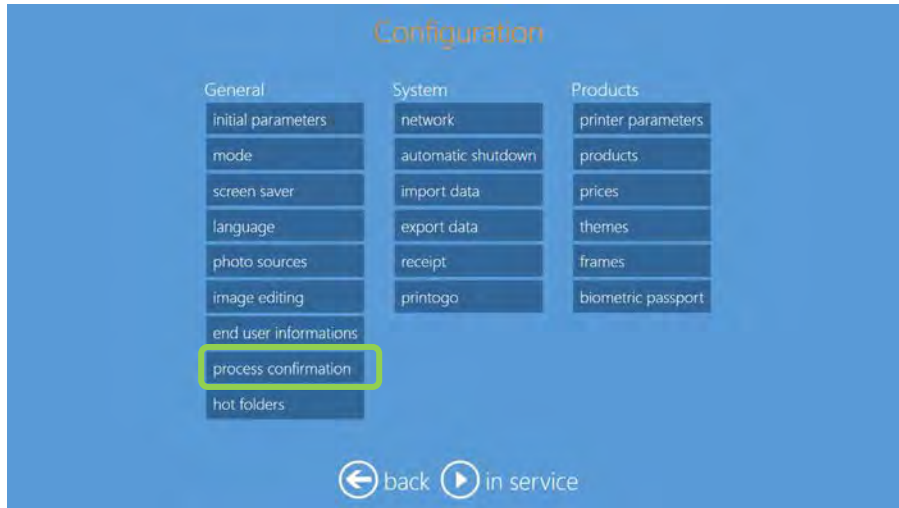 Configuration
General
initial parameters
mode
screen saver
language
photo sources
image editing
end user informations
process confirmation
hot folders
System
network
automatic shutdown
import data
export data
receipt
printogo
Products
printer parameters
products
prices
themes
frames
biometric passport
back in service